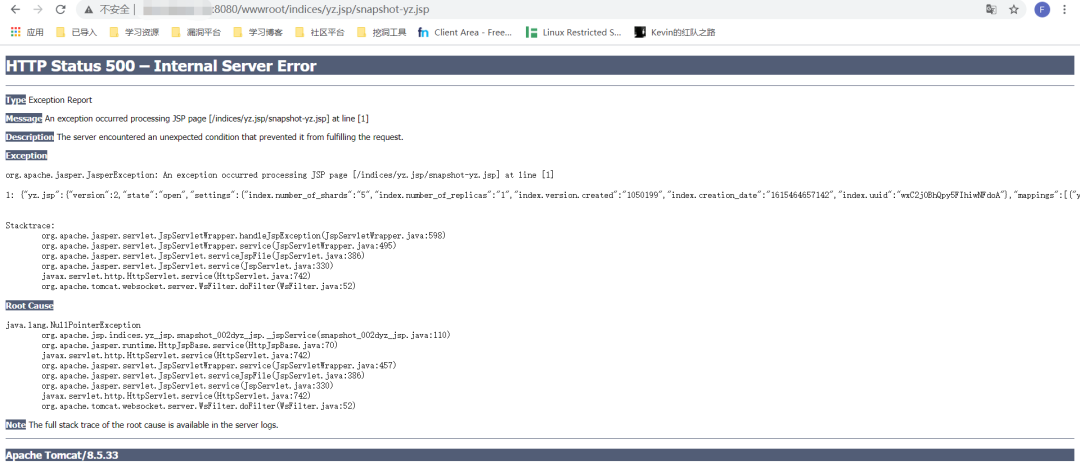 不安全 | :8080/wwwroot/indices/yz.jsp/snapshot-yz.jsp
应用 已导入 学习资源 漏洞平台 学习博客 社区平台 挖洞工具 fn Client Area - Free... Linux Restricted S... Kevin的红队之路
HTTP Status 500 – Internal Server Error
Type Exception Report
Message An exception occurred processing JSP page [/indices/yz.jsp/snapshot-yz.jsp] at line [1]
Description The server encountered an unexpected condition that prevented it from fulfilling the request.
Exception
org.apache.jasper.JasperException: An exception occurred processing JSP page [/indices/yz.jsp/snapshot-yz.jsp] at line [1]
1: {"yz.jsp":{"version":2,"state":"open","settings":{"index.number_of_shards":"5","index.number_of_replicas":"1","index.version.created":"1050199","index.creation_date":"1615464657142","index.uuid":"wxC2j0BhQpy5FIhiwNFdoA"},"mappings":[{"y
Stacktrace:
org.apache.jasper.servlet.JspServletWrapper.handleJspException(JspServletWrapper.java:598)
org.apache.jasper.servlet.JspServletWrapper.service(JspServletWrapper.java:495)
org.apache.jasper.servlet.JspServlet.serviceJspFile(JspServlet.java:386)
org.apache.jasper.servlet.JspServlet.service(JspServlet.java:330)
javax.servlet.http.HttpServlet.service(HttpServlet.java:742)
org.apache.tomcat.websocket.server.WsFilter.doFilter(WsFilter.java:52)
Root Cause
java.lang.NullPointerException
org.apache.jsp.indices.yz_jsp.snapshot_002dyz_jsp._jspService(snapshot_002dyz_jsp.java:110)
org.apache.jasper.runtime.HttpJspBase.service(HttpJspBase.java:70)
javax.servlet.http.HttpServlet.service(HttpServlet.java:742)
org.apache.jasper.servlet.JspServletWrapper.service(JspServletWrapper.java:457)
org.apache.jasper.servlet.JspServlet.serviceJspFile(JspServlet.java:386)
org.apache.jasper.servlet.JspServlet.service(JspServlet.java:330)
javax.servlet.http.HttpServlet.service(HttpServlet.java:742)
org.apache.tomcat.websocket.server.WsFilter.doFilter(WsFilter.java:52)
Note The full stack trace of the root cause is available in the server logs.
Apache Tomcat/8.5.33